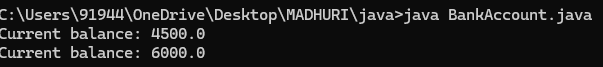 C:\Users\91944\OneDrive\Desktop\MADHURI\java>java BankAccount.java
Current balance: 4500.0
Current balance: 6000.0